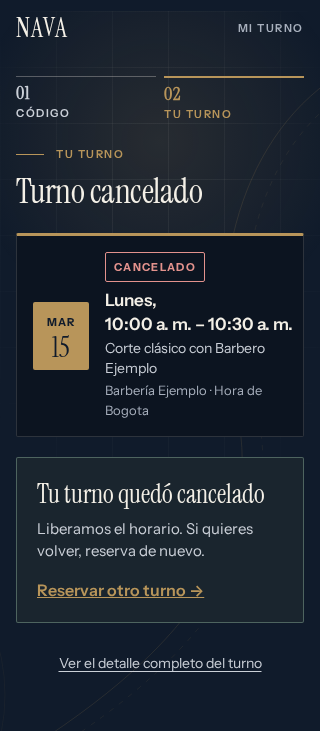 NAVA
MI TURNO
01
CÓDIGO
02
TU TURNO
TU TURNO
Turno cancelado
CANCELADO
MAR
15
Lunes,
10:00 a. m. – 10:30 a. m.
Corte clásico con Barbero
Ejemplo
Barbería Ejemplo · Hora de
Bogota
Tu turno quedó cancelado
Liberamos el horario. Si quieres
volver, reserva de nuevo.
Reservar otro turno →
Ver el detalle completo del turno